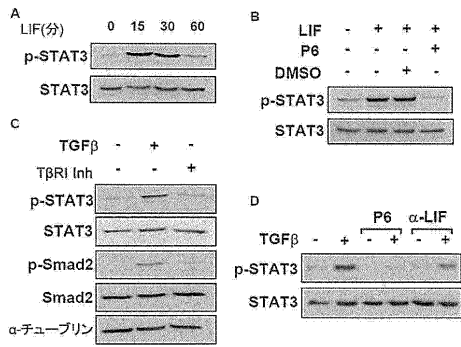 A
LIF(分) 0 15 30 60
p-STAT3
STAT3
B
LIF - + + +
P6 - - - +
DMSO - - + -
p-STAT3
STAT3
C
TGFβ - + +
TβRI Inh - - +
p-STAT3
STAT3
p-Smad2
Smad2
α-チューブリン
D
P6 α-LIF
TGFβ - + - + - +
p-STAT3
STAT3